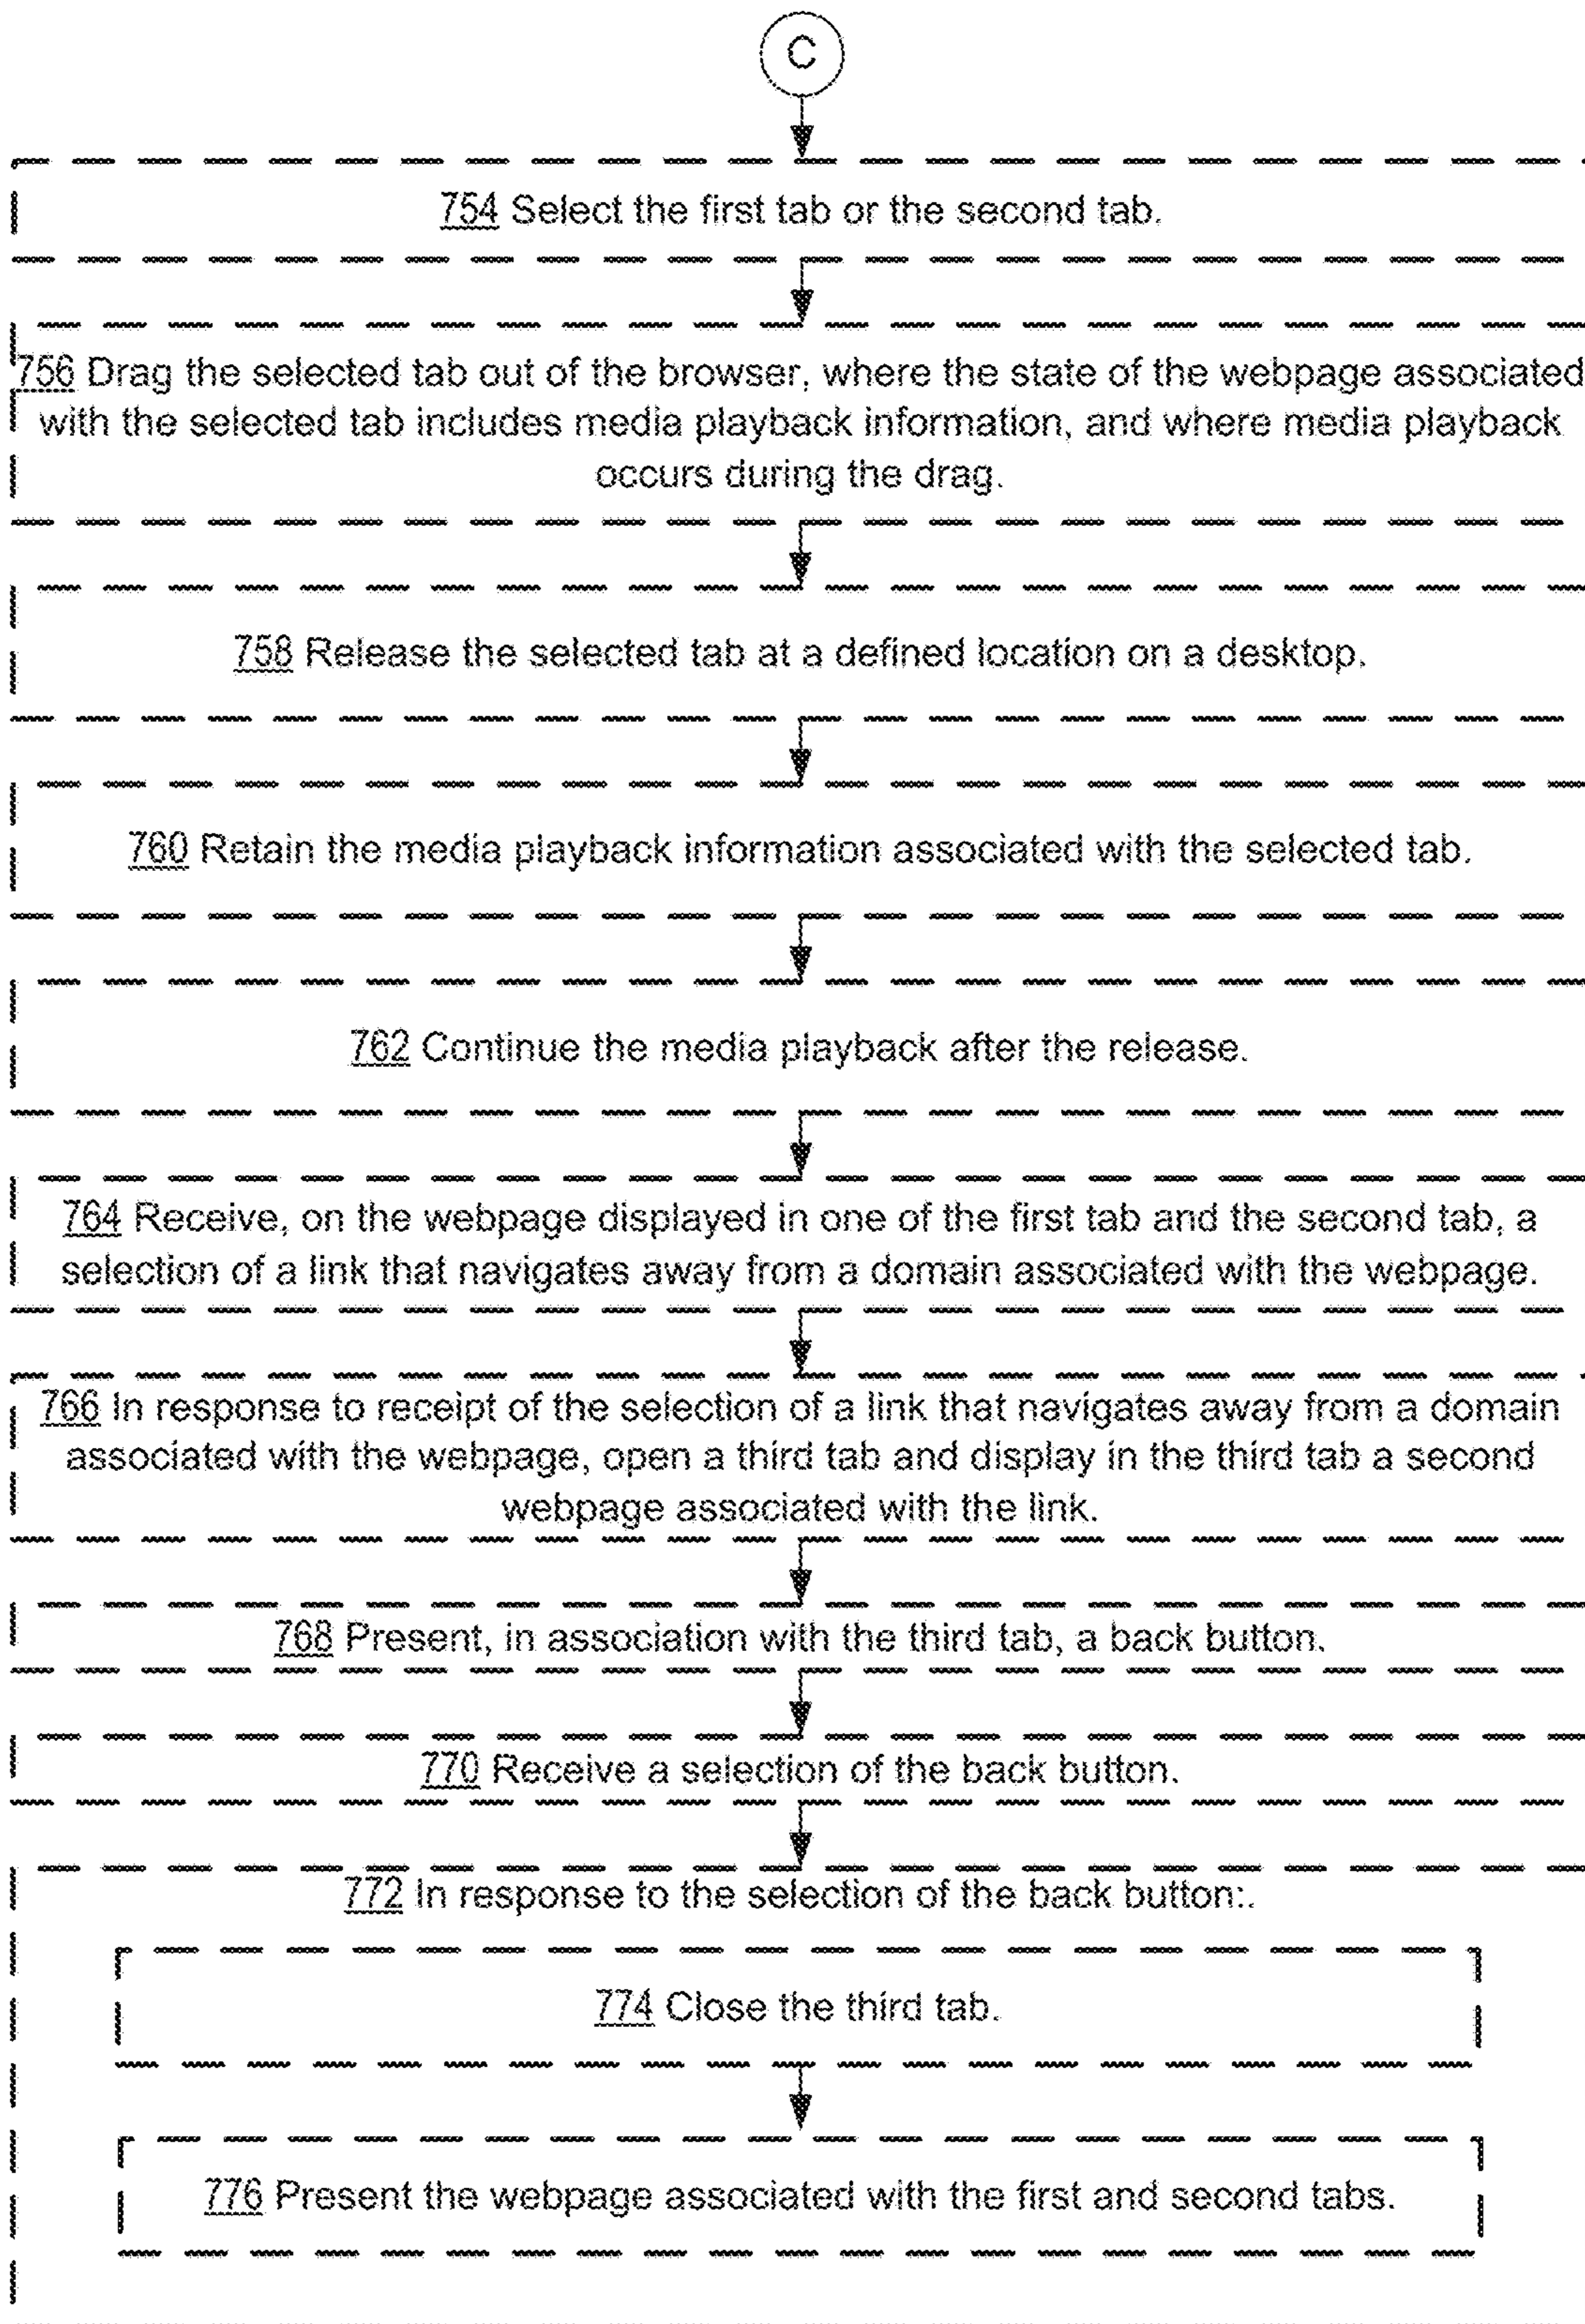 C
754 Select the first tab or the second tab.
756 Drag the selected tab out of the browser, where the state of the webpage associated
with the selected tab includes media playback information, and where media playback
occurs during the drag.
758 Release the selected tab at a defined location on a desktop.
760 Retain the media playback information associated with the selected tab.
762 Continue the media playback after the release.
764 Receive, on the webpage displayed in one of the first tab and the second tab, a
selection of a link that navigates away from a domain associated with the webpage.
766 In response to receipt of the selection of a link that navigates away from a domain
associated with the webpage, open a third tab and display in the third tab a second
webpage associated with the link.
768 Present, in association with the third tab, a back button.
770 Receive a selection of the back button.
772 In response to the selection of the back button:.
774 Close the third tab.
776 Present the webpage associated with the first and second tabs.